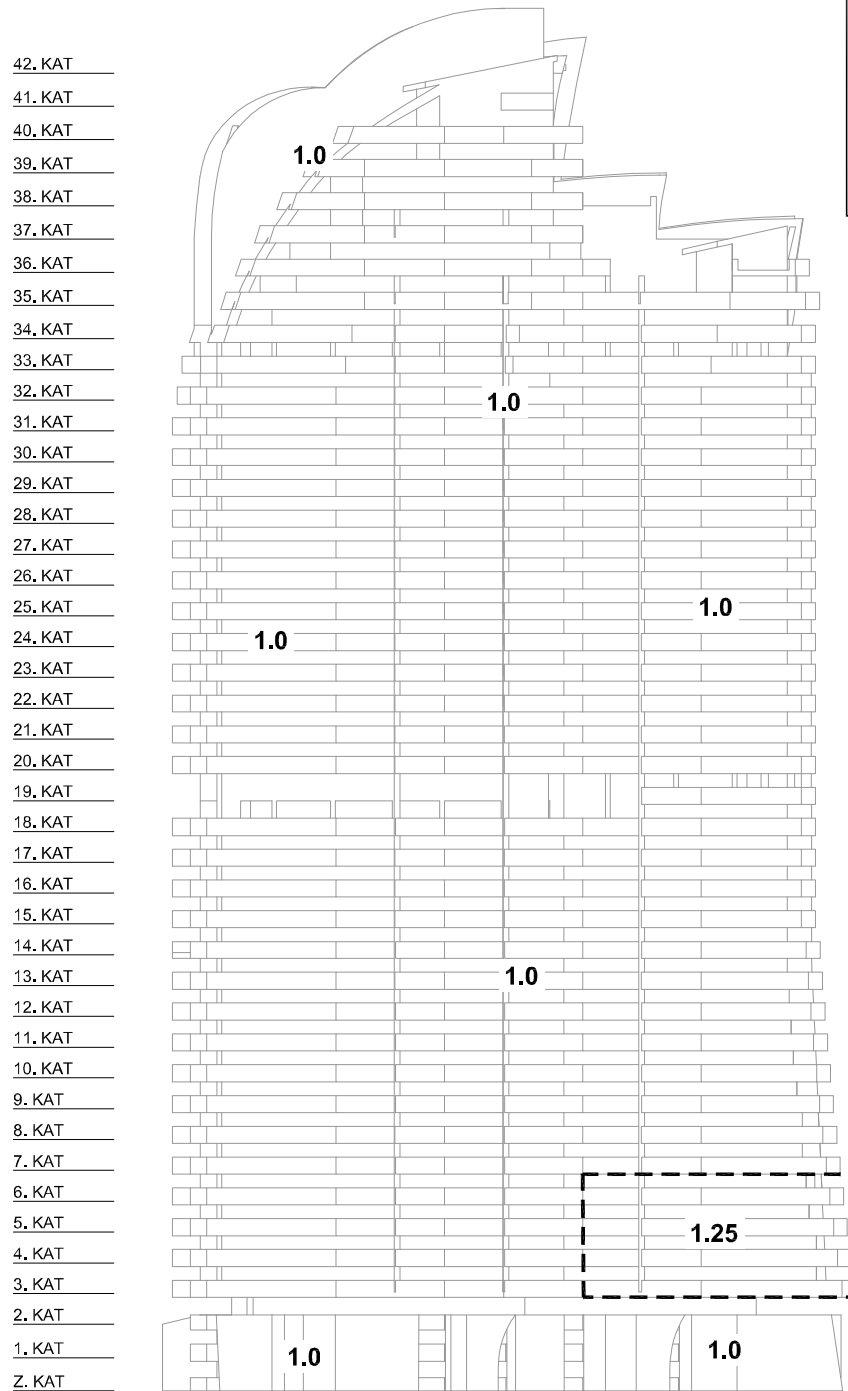 42. KAT
41. KAT
40. KAT
1.0
39. KAT
38. KAT
37. KAT
36. KAT
35. KAT
34. KAT
33. KAT
32. KAT
1.0
31. KAT
30. KAT
29. KAT
28. KAT
27. KAT
26. KAT
25. KAT
1.0
24. KAT
1.0
23. KAT
22. KAT
21. KAT
20. KAT
19. KAT
18. KAT
17. KAT
16. KAT
15. KAT
14. KAT
13. KAT
1.0
12. KAT
11. KAT
10. KAT
9. KAT
8. KAT
7. KAT
6. KAT
5. KAT
1.25
4. KAT
3. KAT
2. KAT
1. KAT
1.0
1.0
Z. KAT